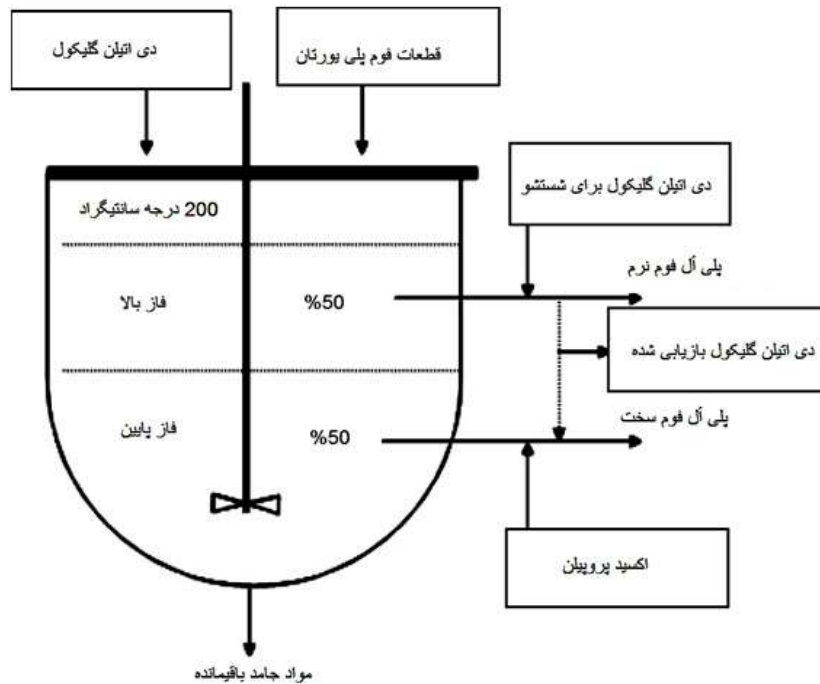 دی اتیلن گلیکول
قطعات فوم پلی یورتان
دی اتیلن گلیکول برای شستشو
200 درجه سانتیگراد
پلی اُل فوم نرم
فاز بالا
%50
دی اتیلن گلیکول بازیابی شده
پلی اُل فوم سخت
فاز پایین
%50
اکسید پروپیلن
مواد جامد باقیمانده